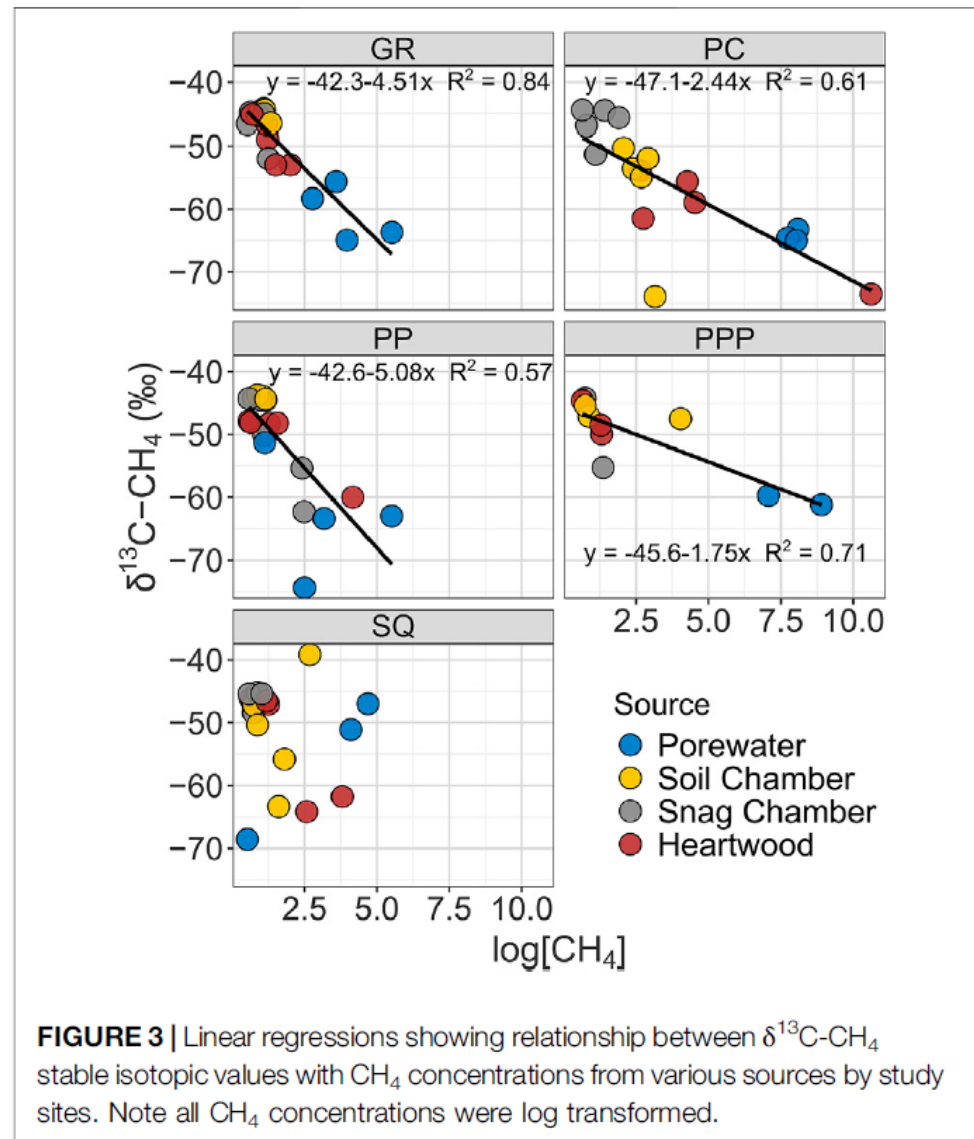 GR
PC
y = -42.3-4.51x R² = 0.84
y = -47.1-2.44x R² = 0.61
−40
−50
−60
−70
PP
PPP
y = -42.6-5.08x R² = 0.57
−40
−50
−60
−70
y = -45.6-1.75x R² = 0.71
2.5 5.0 7.5 10.0
δ¹³C−CH₄ (‰)
SQ
−40
−50
−60
−70
2.5 5.0 7.5 10.0
log[CH₄]
Source
Porewater
Soil Chamber
Snag Chamber
Heartwood
FIGURE 3 | Linear regressions showing relationship between δ¹³C-CH₄
stable isotopic values with CH₄ concentrations from various sources by study
sites. Note all CH₄ concentrations were log transformed.